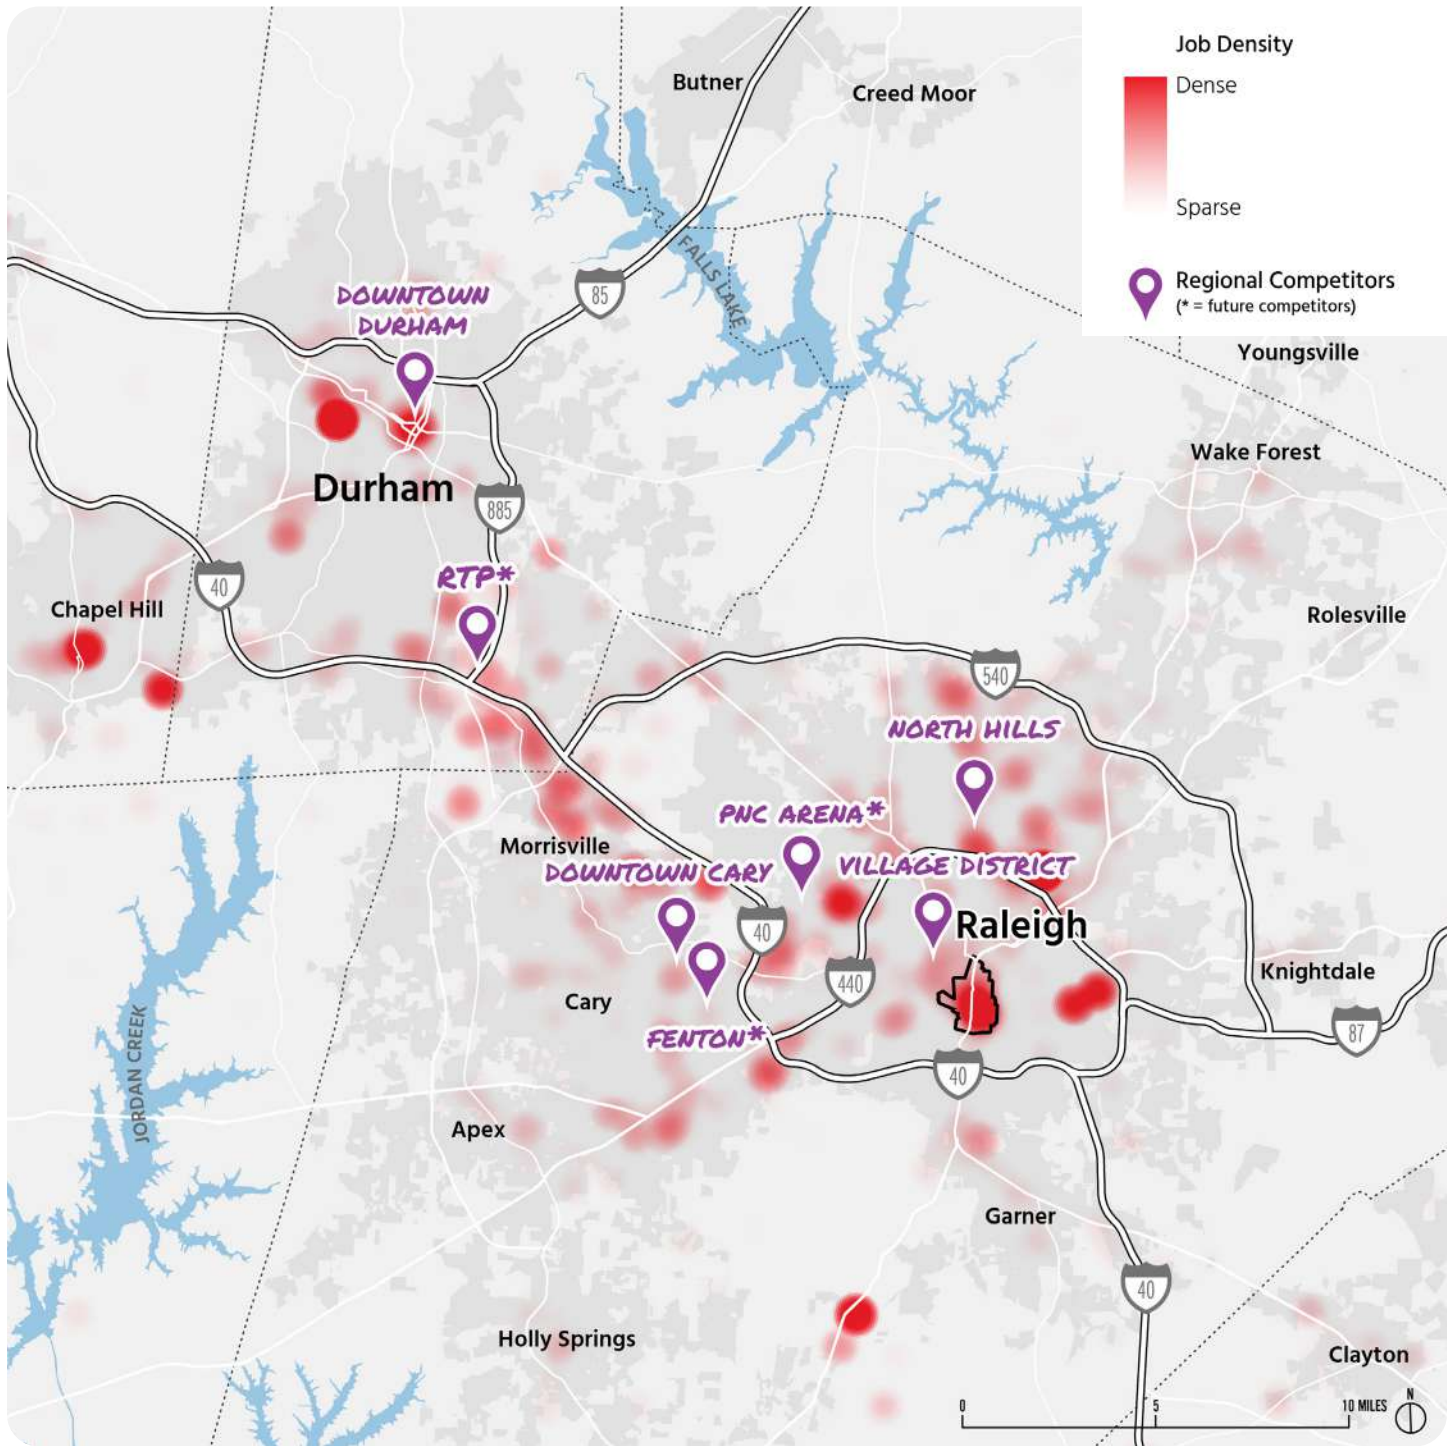 Job Density
Dense
Sparse
Regional Competitors
(* = future competitors)
Butner
Creed Moor
FALLS LAKE
85
DOWNTOWN
DURHAM
Youngsville
Wake Forest
Durham
885
RTP*
40
Chapel Hill
Rolesville
540
NORTH HILLS
PNC ARENA*
Morrisville
DOWNTOWN CARY
VILLAGE DISTRICT
Raleigh
40
440
Knightdale
Cary
FENTON*
87
JORDAN CREEK
40
Apex
Garner
40
Holly Springs
Clayton
0 5 10 MILES
N